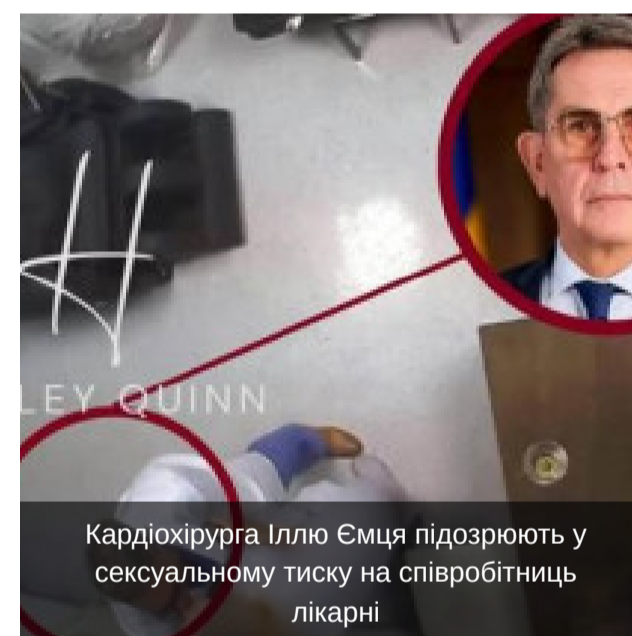 H
LEY QUINN
Кардіохірурга Іллю Ємця підозрюють у
сексуальному тиску на співробітниць
лікарні